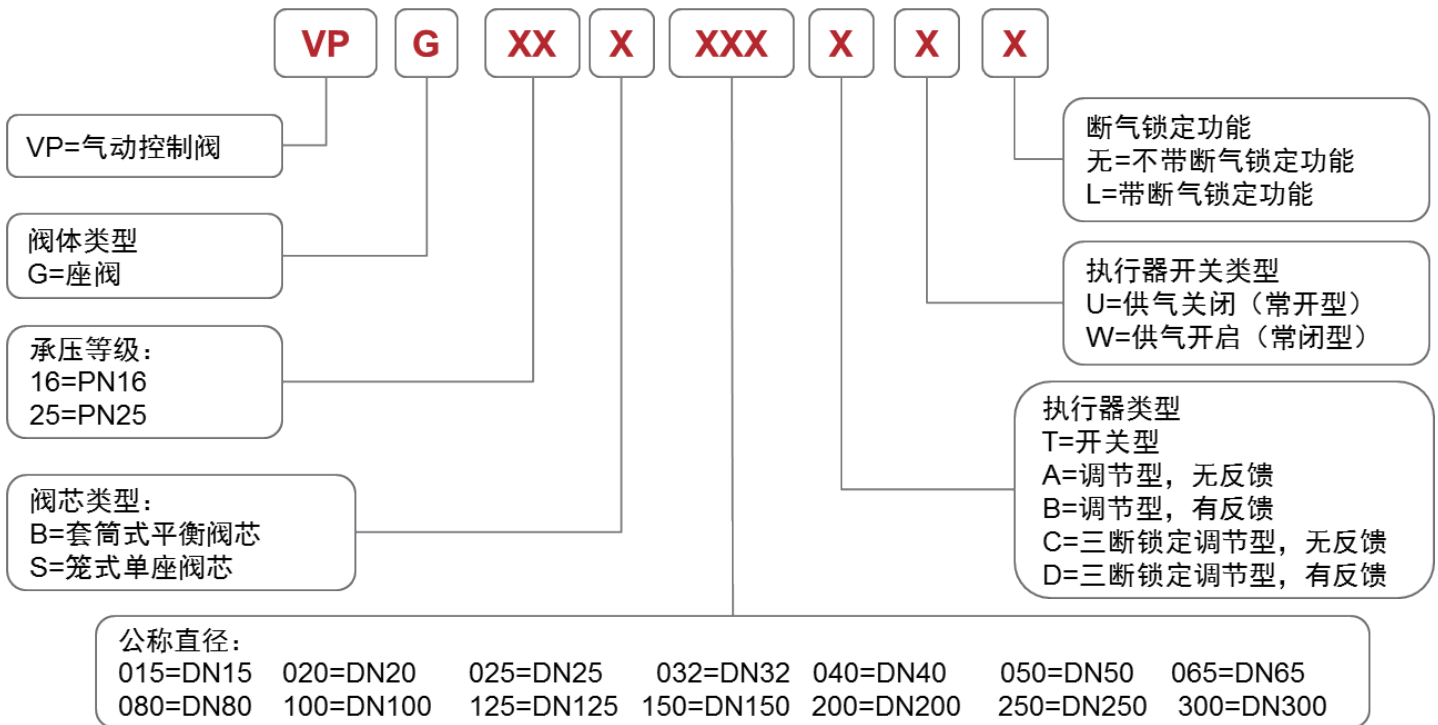 VP G XX X XXX X X X
VP=气动控制阀
阀体类型
G=座阀
承压等级：
16=PN16
25=PN25
阀芯类型：
B=套筒式平衡阀芯
S=笼式单座阀芯
断气锁定功能
无=不带断气锁定功能
L=带断气锁定功能
执行器开关类型
U=供气关闭（常开型）
W=供气开启（常闭型）
执行器类型
T=开关型
A=调节型，无反馈
B=调节型，有反馈
C=三断锁定调节型，无反馈
D=三断锁定调节型，有反馈
公称直径：
015=DN15 020=DN20 025=DN25 032=DN32 040=DN40 050=DN50 065=DN65
080=DN80 100=DN100 125=DN125 150=DN150 200=DN200 250=DN250 300=DN300